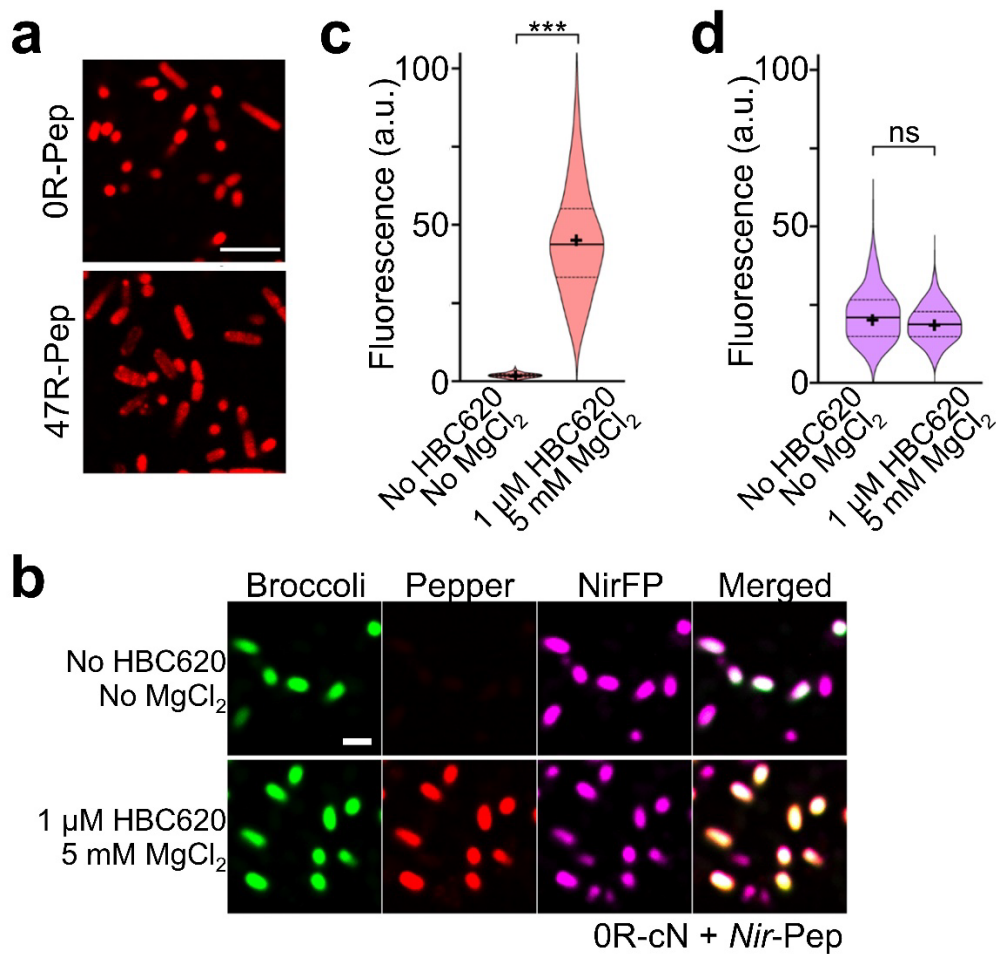 a
0R-Pep
47R-Pep
c
***
100
50
0
Fluorescence (a.u.)
No HBC620
No MgCl₂
1 µM HBC620
5 mM MgCl₂
d
ns
100
50
0
Fluorescence (a.u.)
No HBC620
No MgCl₂
1 µM HBC620
5 mM MgCl₂
b
Broccoli Pepper NirFP Merged
No HBC620
No MgCl₂
1 µM HBC620
5 mM MgCl₂
0R-cN + Nir-Pep